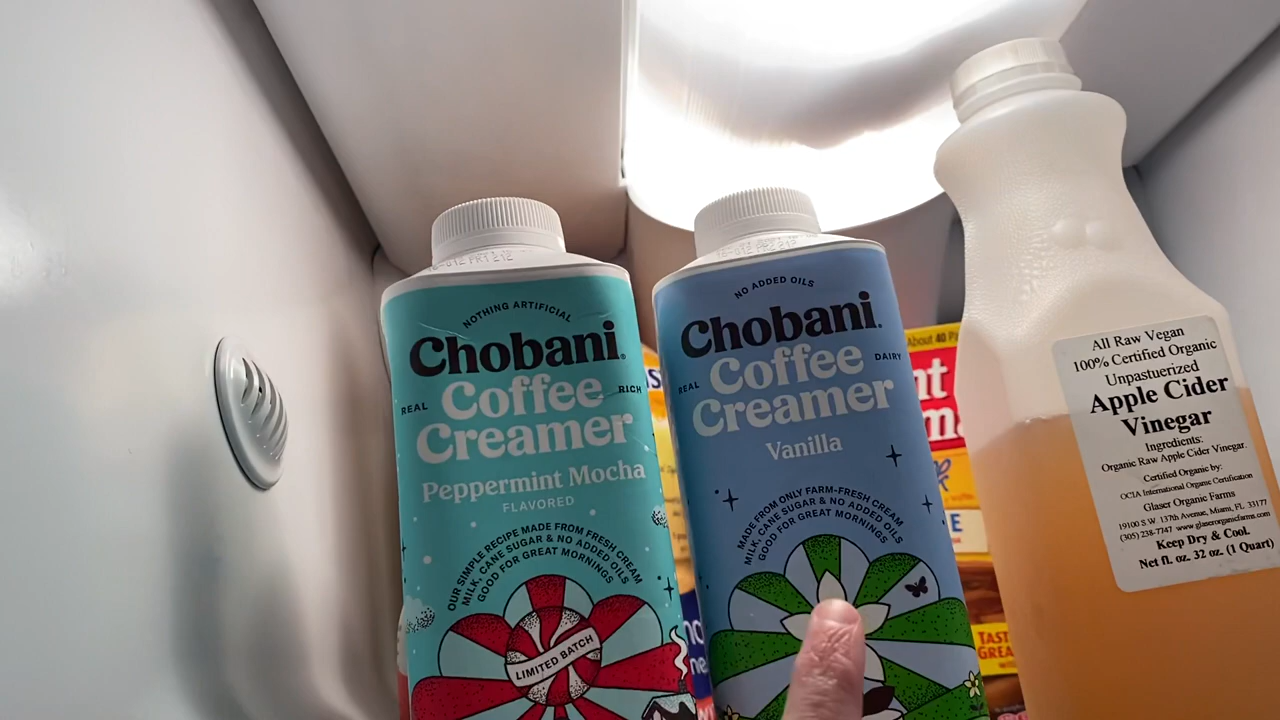 NOTHING ARTIFICIAL
Chobani®
REAL Coffee RICH
Creamer
Peppermint Mocha
FLAVORED
OUR SIMPLE RECIPE MADE FROM FRESH CREAM
MILK, CANE SUGAR & NO ADDED OILS
GOOD FOR GREAT MORNINGS
LIMITED BATCH
NO ADDED OILS
Chobani.
REAL Coffee DAIRY
Creamer
Vanilla
MADE FROM ONLY FARM-FRESH CREAM
MILK, CANE SUGAR & NO ADDED OILS
GOOD FOR GREAT MORNINGS
About 40
TAST
GREA
All Raw Vegan
100% Certified Organic
Unpastuerized
Apple Cider
Vinegar
Ingredients:
Organic Raw Apple Cider Vinegar.
Certified Organic by:
OCIA International Organic Certification
Glaser Organic Farms
19100 S.W. 137th Avenue, Miami, FL 33177
(305) 238-7747 www.glaserorganicfarms.com
Keep Dry & Cool.
Net fl. oz. 32 oz. (1 Quart)